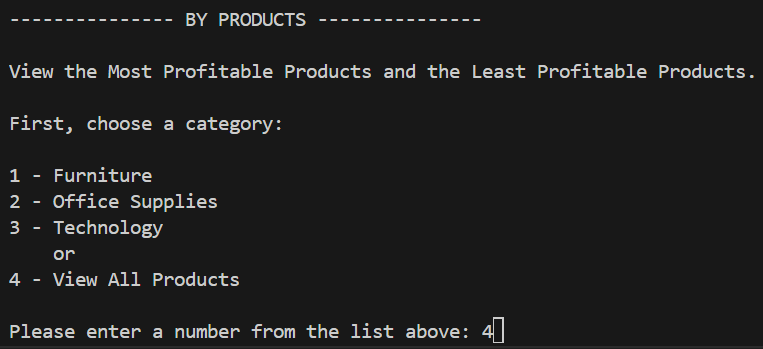 --------------- BY PRODUCTS ---------------
View the Most Profitable Products and the Least Profitable Products.
First, choose a category:
1 - Furniture
2 - Office Supplies
3 - Technology
or
4 - View All Products
Please enter a number from the list above: 4